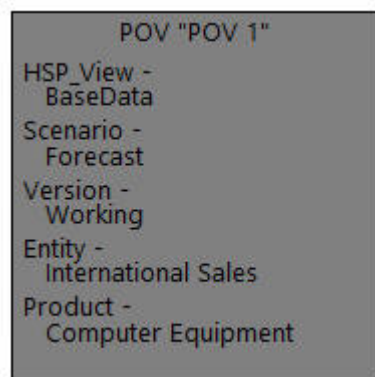 POV "POV 1"
HSP_View -
BaseData
Scenario -
Forecast
Version -
Working
Entity -
International Sales
Product -
Computer Equipment